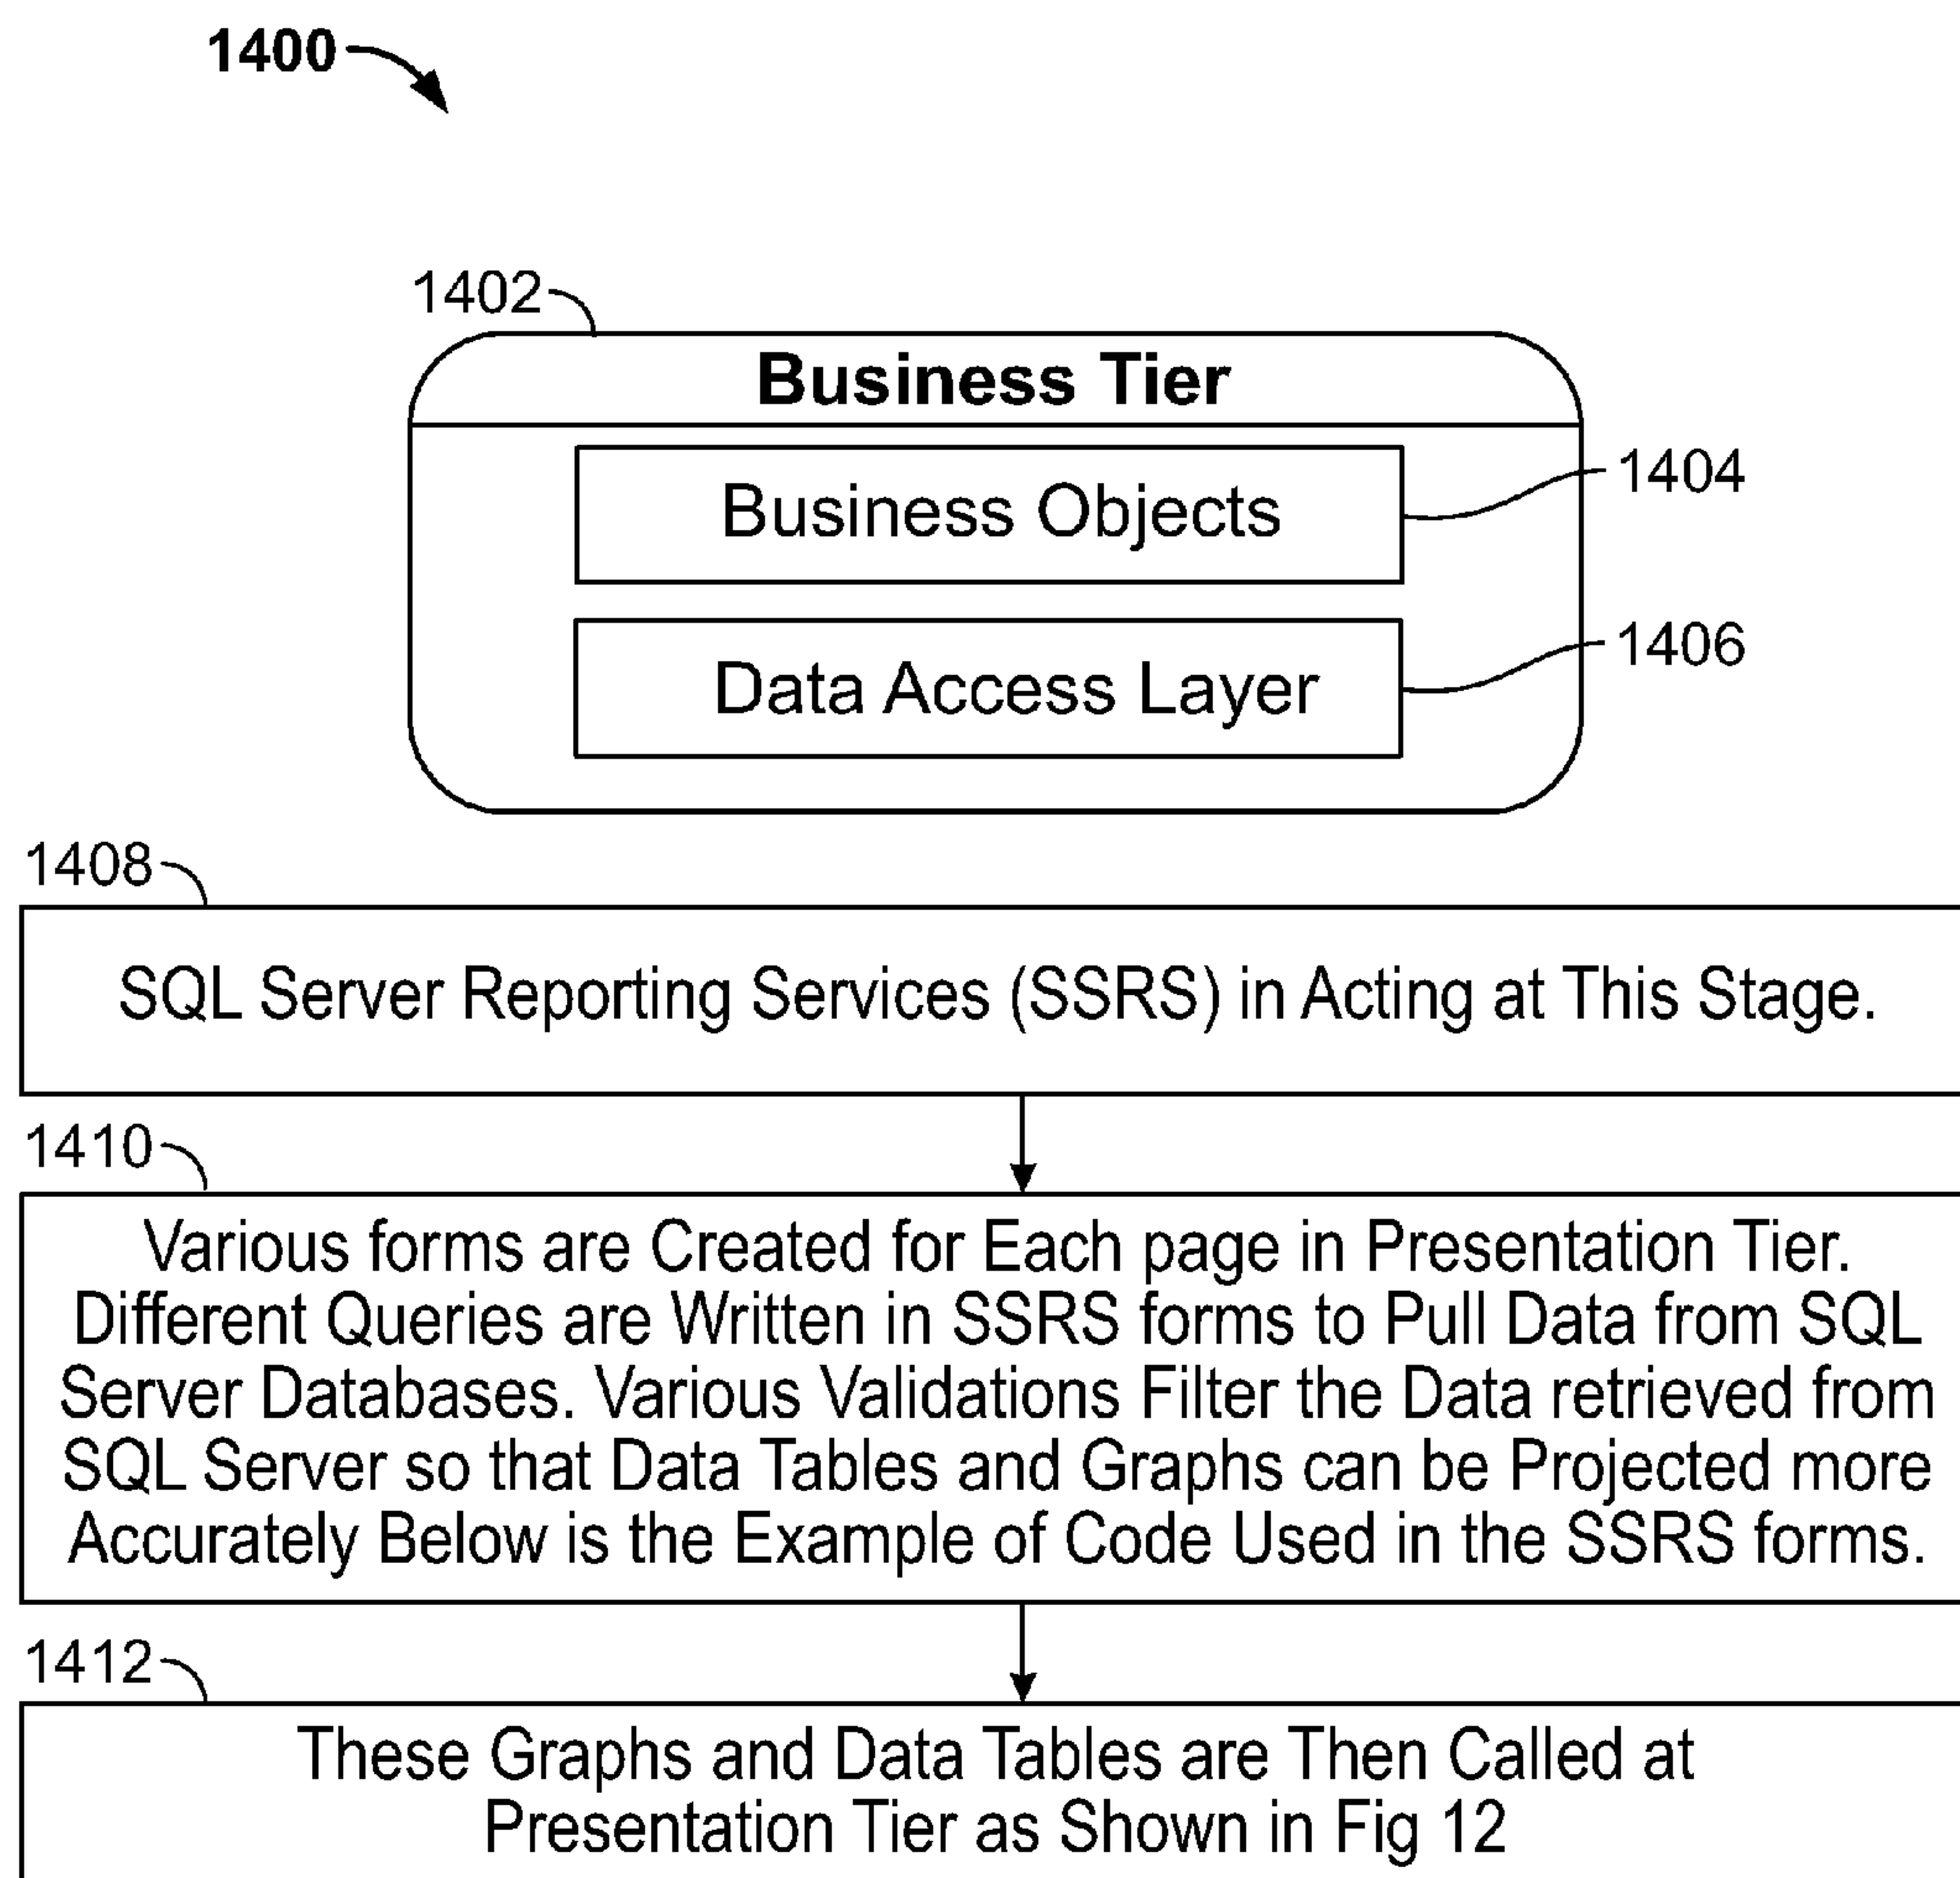 1400
1402
Business Tier
Business Objects
1404
Data Access Layer
1406
1408
SQL Server Reporting Services (SSRS) in Acting at This Stage.
1410
Various forms are Created for Each page in Presentation Tier.
Different Queries are Written in SSRS forms to Pull Data from SQL
Server Databases. Various Validations Filter the Data retrieved from
SQL Server so that Data Tables and Graphs can be Projected more
Accurately Below is the Example of Code Used in the SSRS forms.
1412
These Graphs and Data Tables are Then Called at
Presentation Tier as Shown in Fig 12